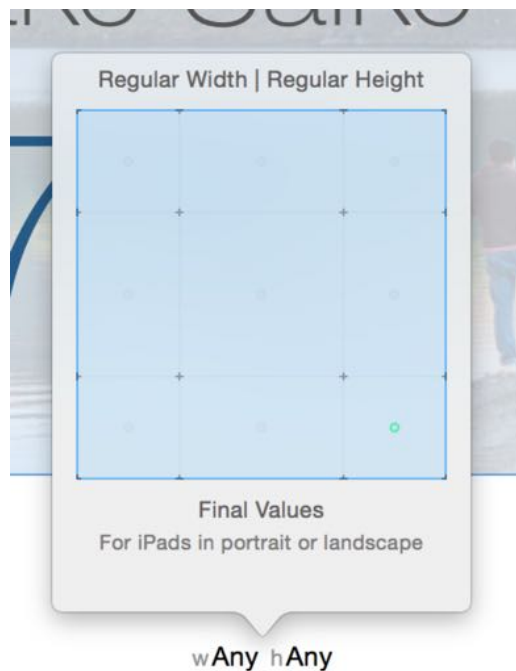 Regular Width | Regular Height
Final Values
For iPads in portrait or landscape
wAny hAny